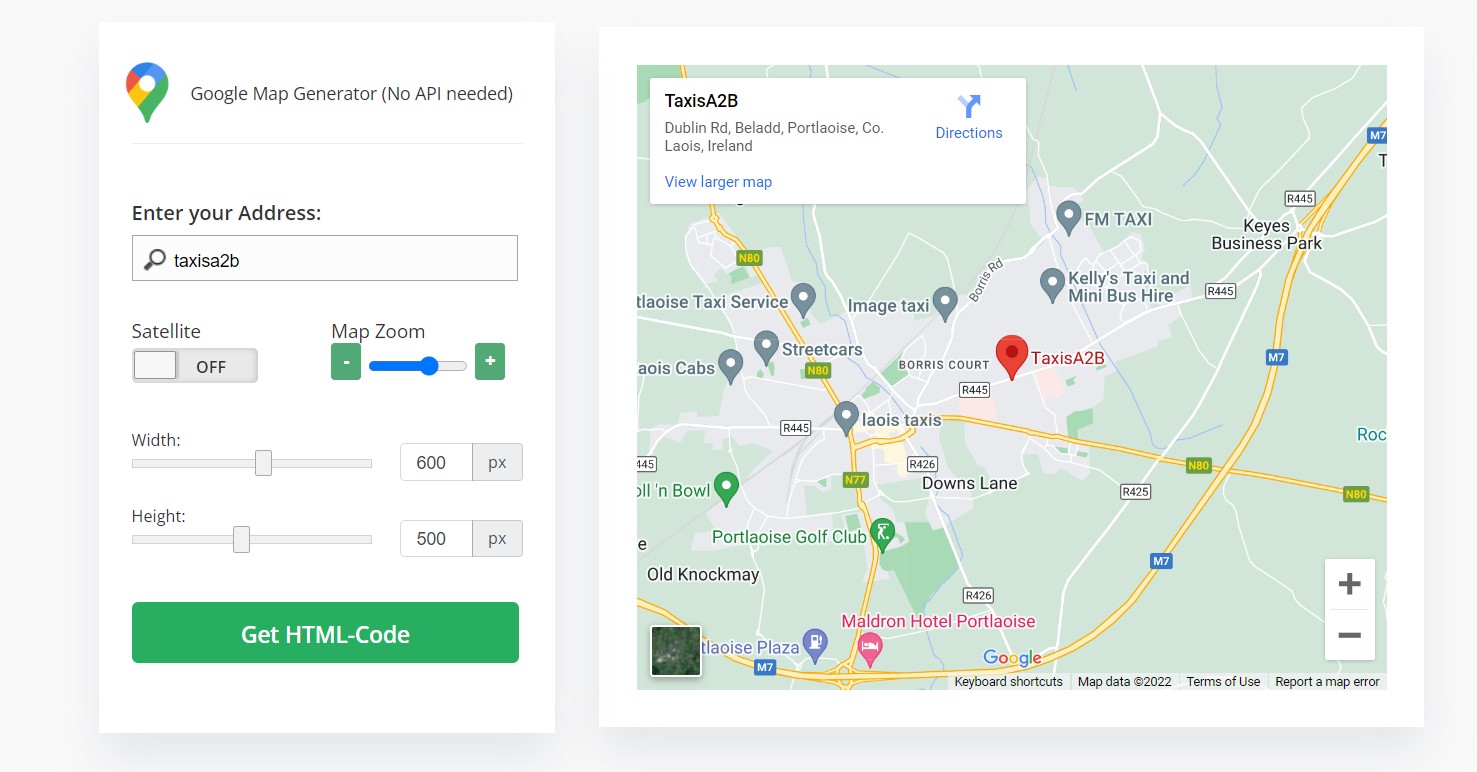 Google Map Generator (No API needed)
Enter your Address:
taxisa2b
Satellite
Map Zoom
OFF
-
+
Width:
600
px
Height:
500
px
Get HTML-Code
TaxisA2B
Dublin Rd, Beladd, Portlaoise, Co.
Laois, Ireland
Directions
View larger map
M7
T
R445
FM TAXI
Keyes
Business Park
N80
Borris Rd
Kelly's Taxi and
Mini Bus Hire
R445
tlaoise Taxi Service
Image taxi
Streetcars
BORRIS COURT
TaxisA2B
M7
aois Cabs
N80
R445
laois taxis
R445
Roc
445
R426
N80
N77
Downs Lane
R425
N80
oll 'n Bowl
Portlaoise Golf Club
e
M7
Old Knockmay
+
R426
Maldron Hotel Portlaoise
−
tlaoise Plaza
M7
Google
Keyboard shortcuts
Map data ©2022
Terms of Use
Report a map error